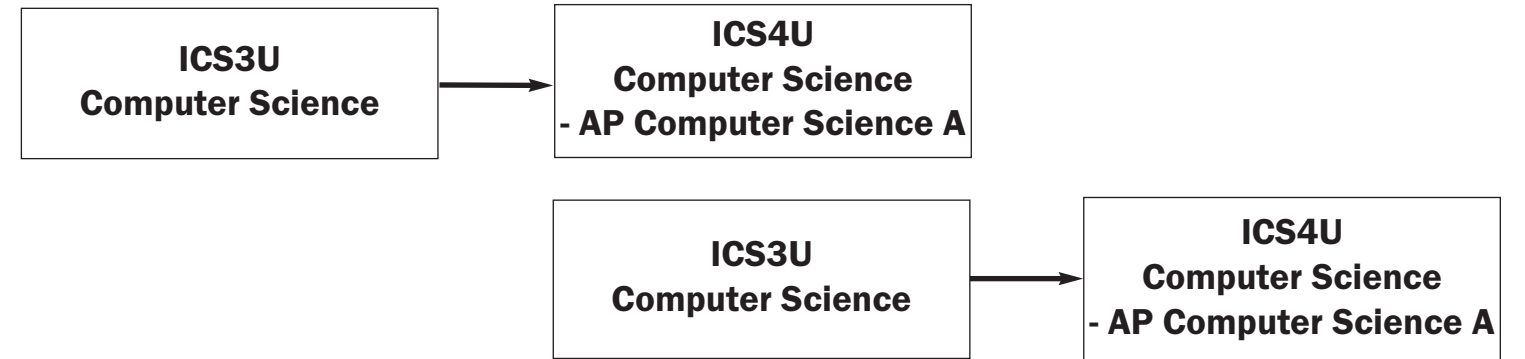 ICS3U
Computer Science
ICS4U
Computer Science
- AP Computer Science A
ICS3U
Computer Science
ICS4U
Computer Science
- AP Computer Science A